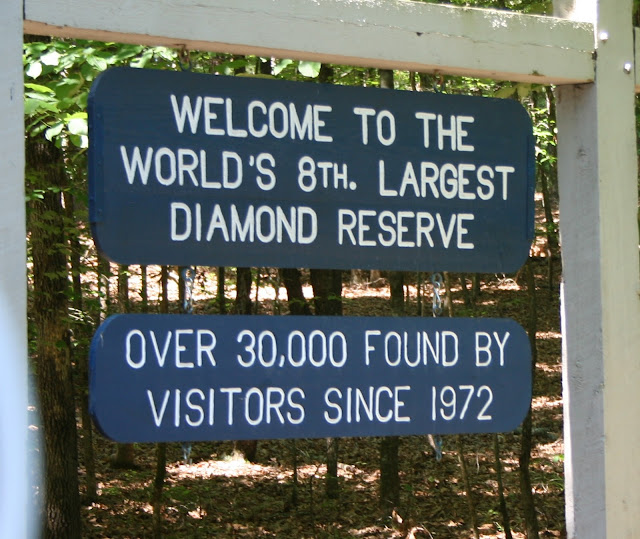 WELCOME TO THE
WORLD'S 8TH. LARGEST
DIAMOND RESERVE
OVER 30,000 FOUND BY
VISITORS SINCE 1972